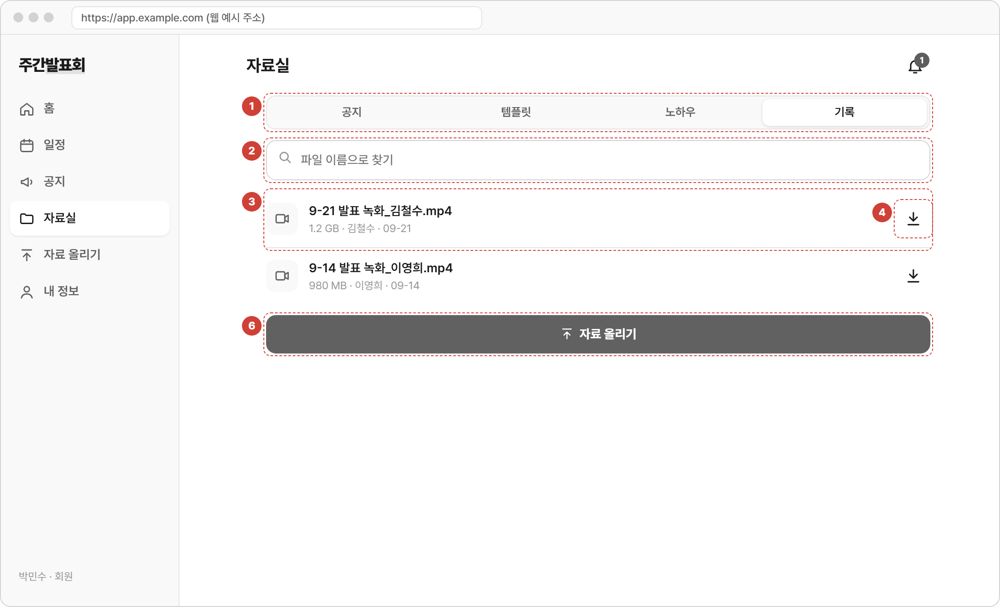 https://app.example.com (웹 예시 주소)
주간발표회
홈
일정
공지
자료실
자료 올리기
내 정보
박민수 · 회원
자료실
1
1
공지
템플릿
노하우
기록
2
파일 이름으로 찾기
3
9-21 발표 녹화_김철수.mp4
1.2 GB · 김철수 · 09-21
4
9-14 발표 녹화_이영희.mp4
980 MB · 이영희 · 09-14
6
자료 올리기